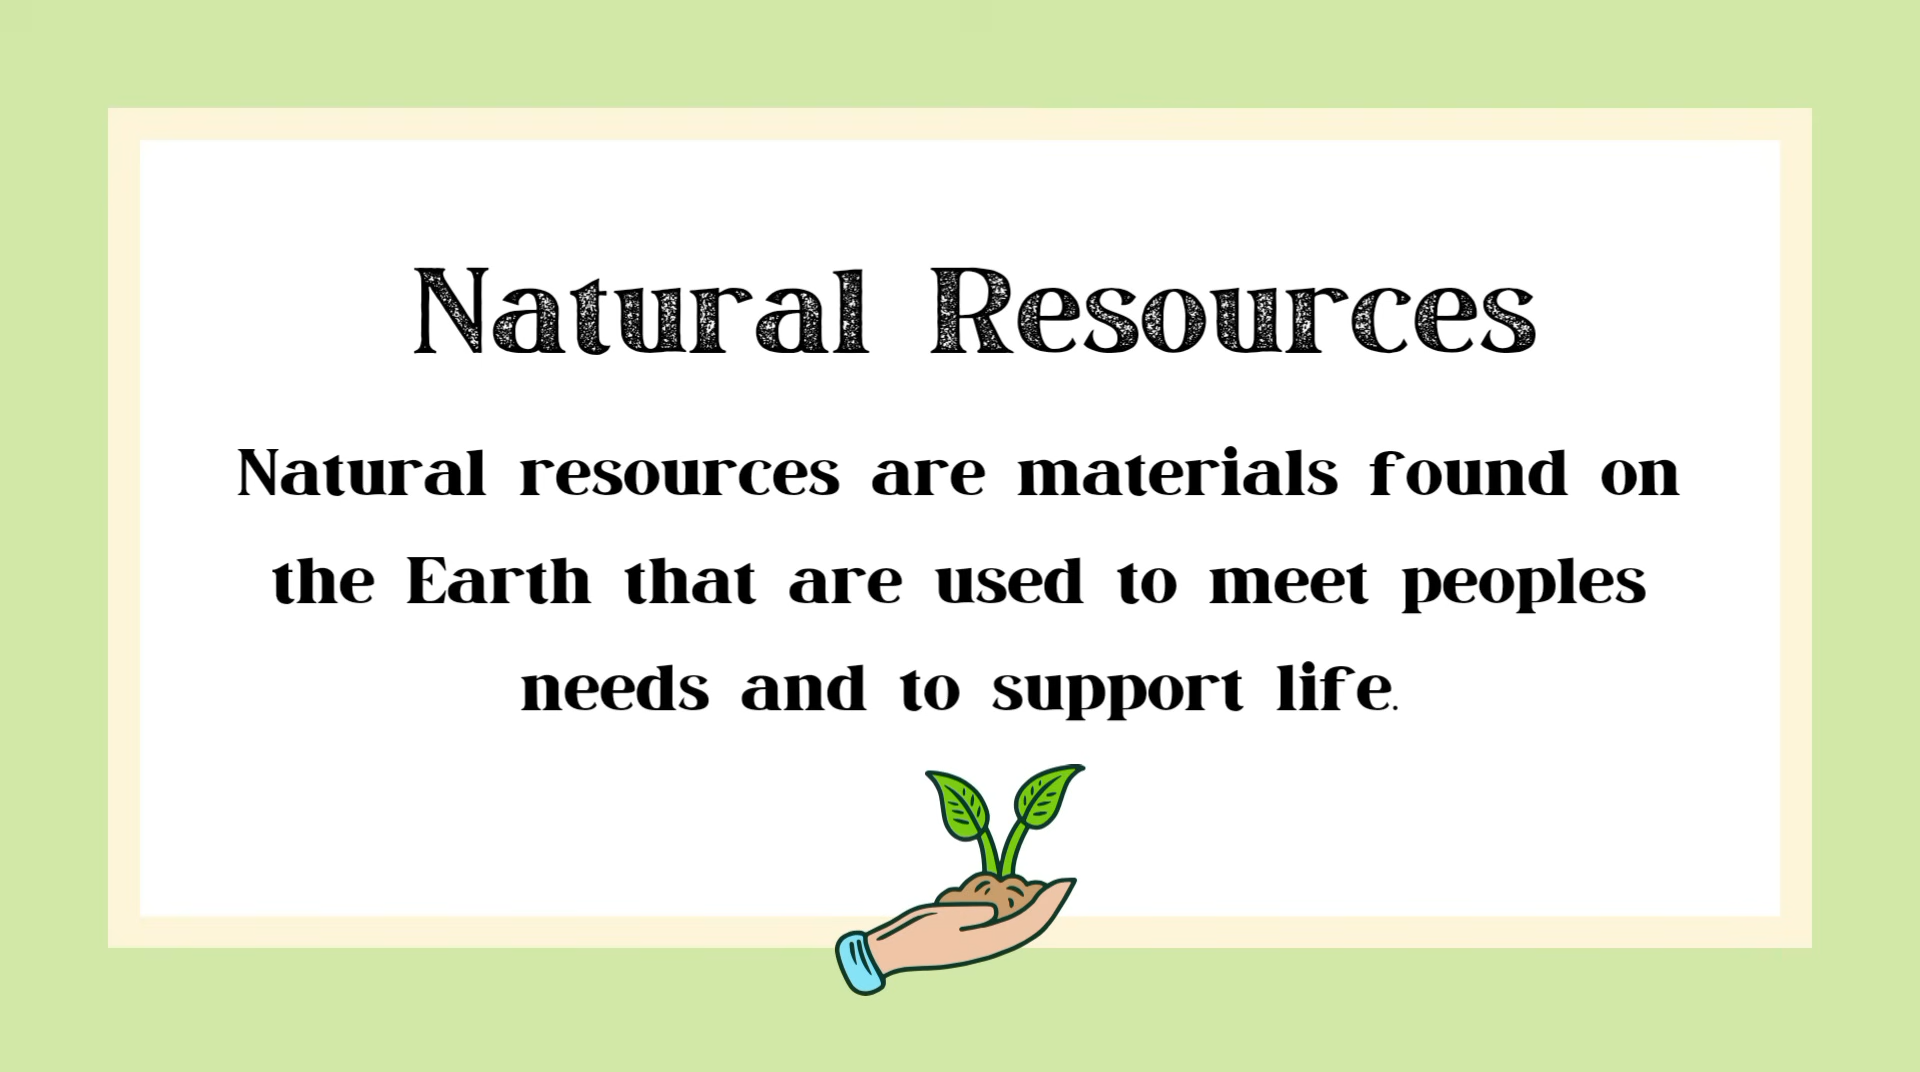 Natural Resources
Natural resources are materials found on
the Earth that are used to meet peoples
needs and to support life.